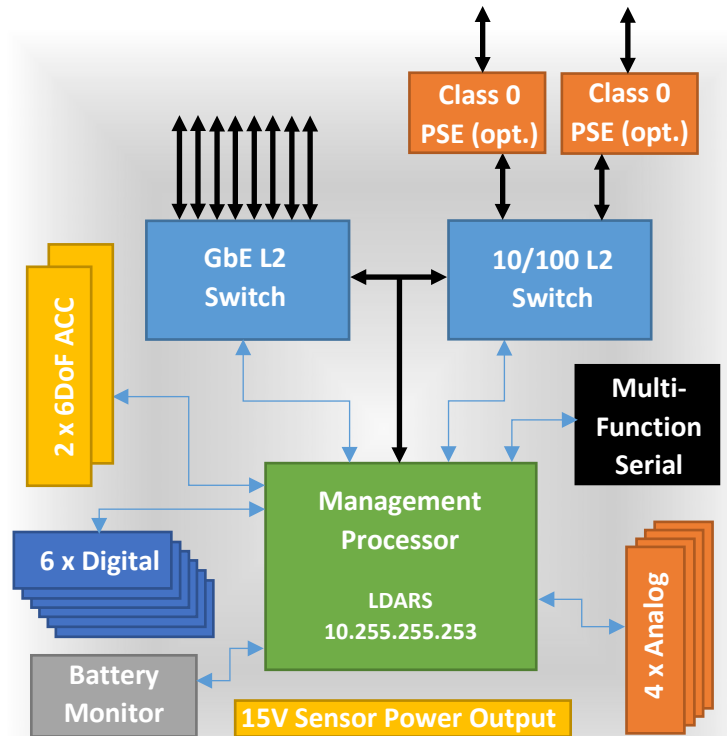 Class 0
PSE (opt.)
Class 0
PSE (opt.)
GbE L2
Switch
10/100 L2
Switch
2 x 6DoF ACC
Multi-
Function
Serial
Management
Processor
LDARS
10.255.255.253
6 x Digital
4 x Analog
Battery
Monitor
15V Sensor Power Output